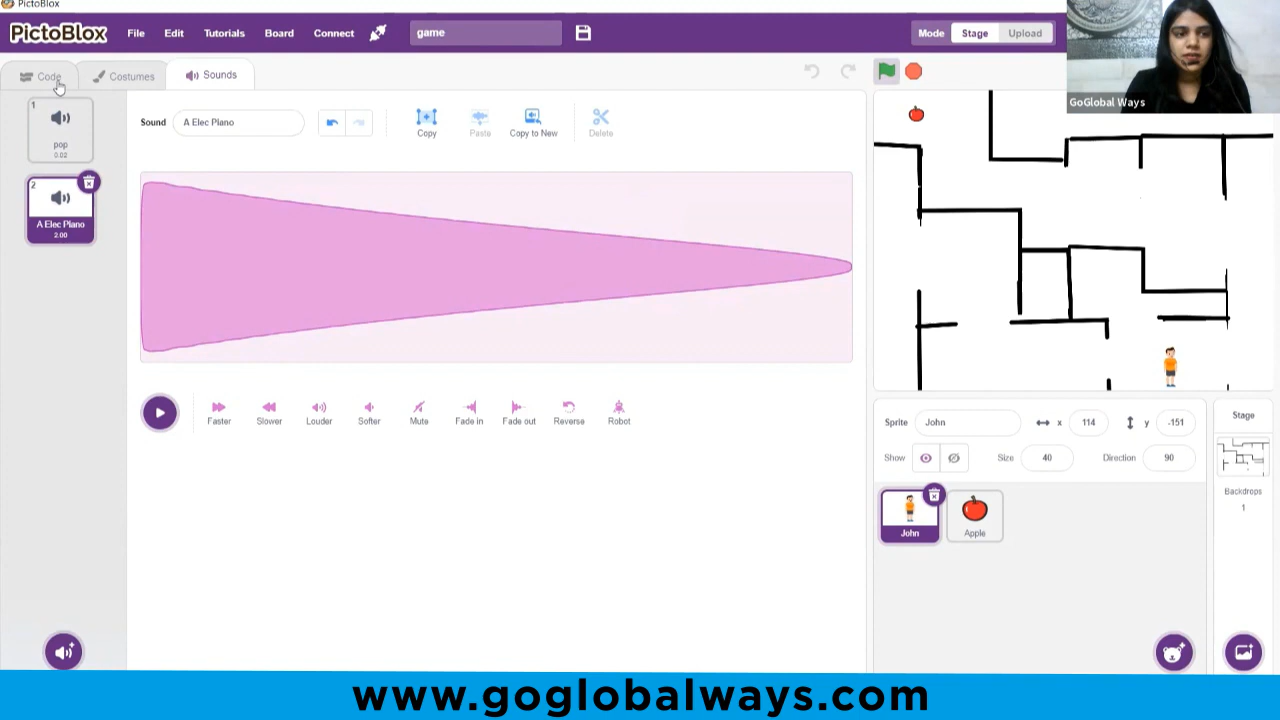 PictoBlox
PictoBlox File Edit Tutorials Board Connect game Mode Stage Upload
GoGlobal Ways
Code Costumes Sounds
1
pop
0.02
2
A Elec Piano
2.00
Sound A Elec Piano Copy Paste Copy to New Delete
Faster Slower Louder Softer Mute Fade in Fade out Reverse Robot
Sprite John x 114 y -151
Show Size 40 Direction 90
John Apple
Stage
Backdrops
1
www.goglobalways.com